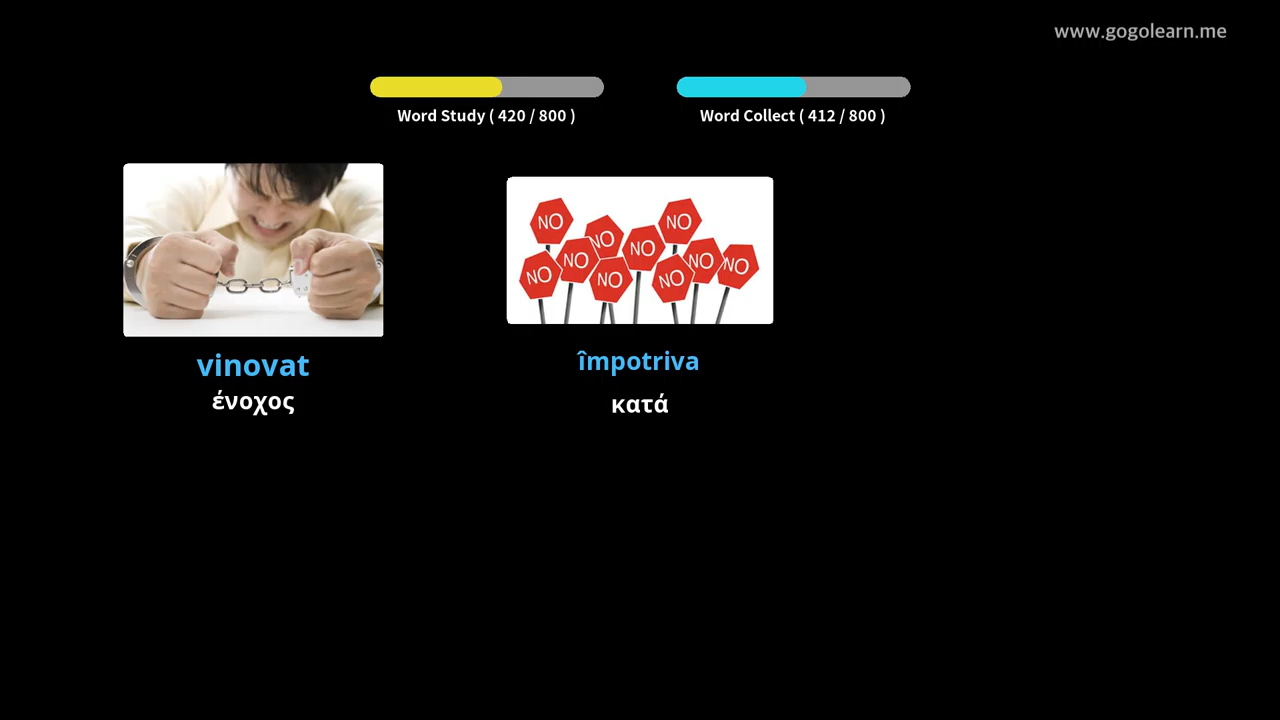 www.gogolearn.me
Word Study ( 420 / 800 )
Word Collect ( 412 / 800 )
NO
NO
NO
NO
NO
NO
NO
NO
NO
NO
vinovat
ένοχος
împotriva
κατά